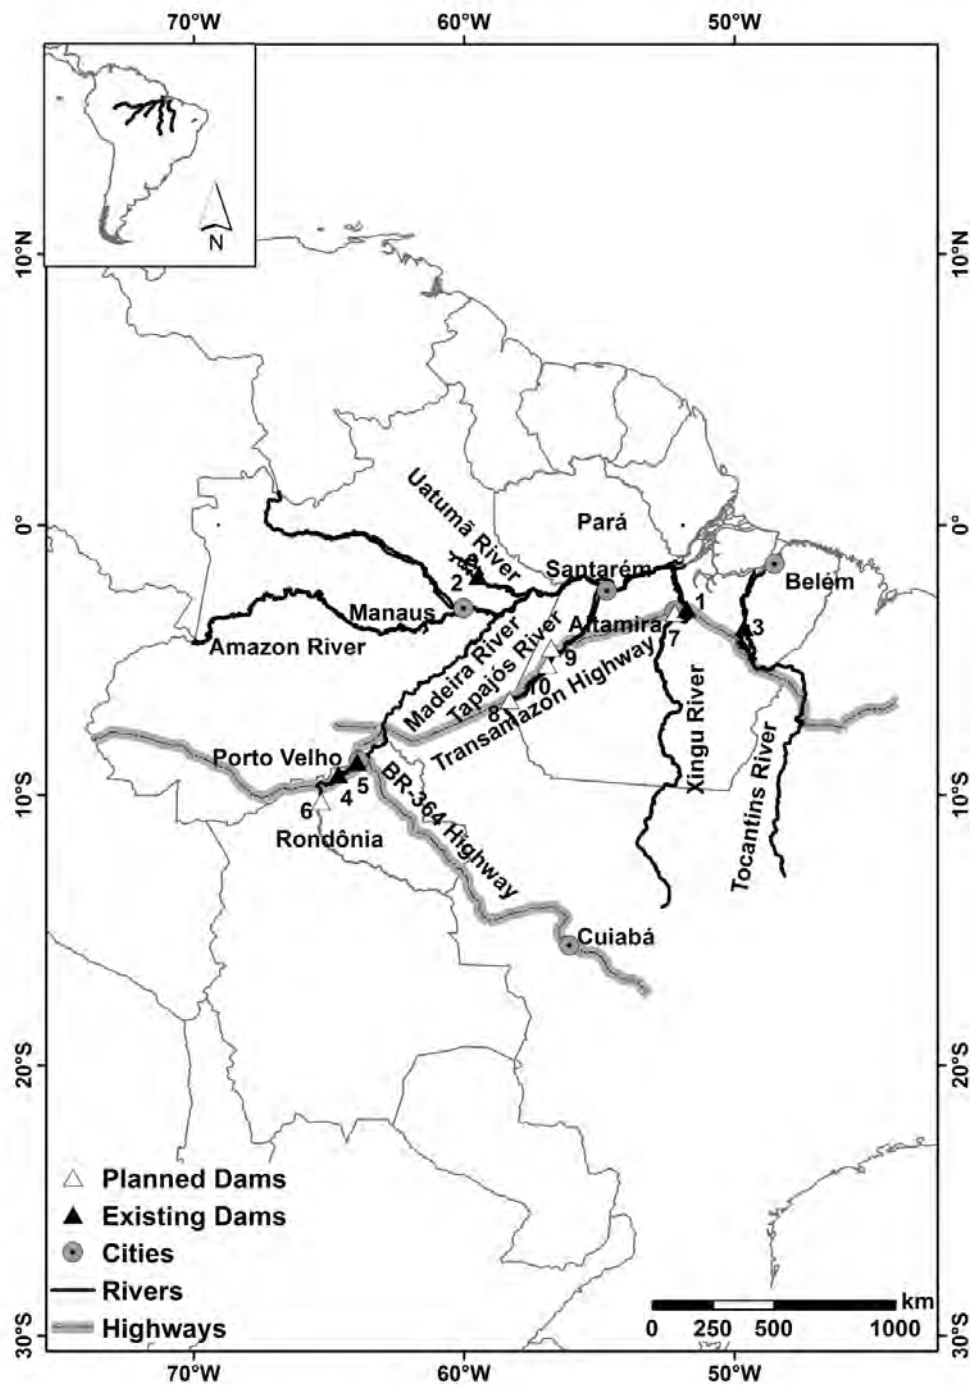 70°W 60°W 50°W
N
10°N 10°N
Uatumã River
0° Pará 0°
Santarém
2 Belém
Manaus 1
Altamira 3
7
Amazon River
Madeira River
Tapajós River
9
10
8
Transamazon Highway
Xingu River
Tocantins River
Porto Velho
BR-364 Highway
10°S 10°S
6 4 5
Rondônia
Cuiabá
20°S 20°S
Planned Dams
Existing Dams
Cities
Rivers
Highways
km
0 250 500 1000
30°S 30°S
70°W 60°W 50°W